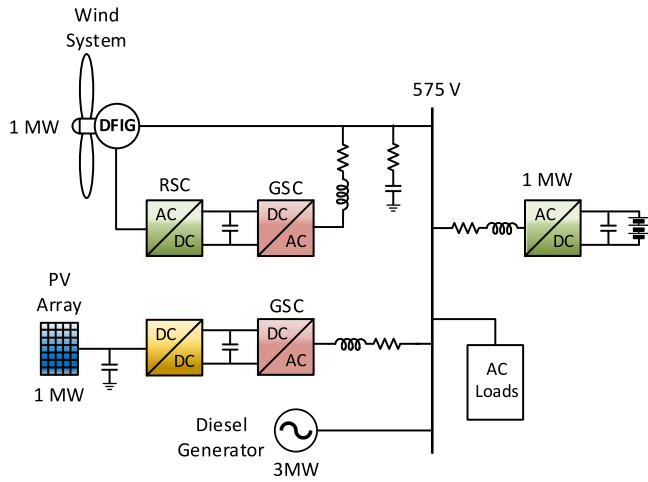 Wind
System
575 V
1 MW
DFIG
RSC
GSC
1 MW
AC
DC
DC
AC
AC
DC
PV
Array
GSC
DC
DC
DC
AC
AC
Loads
1 MW
Diesel
Generator
3MW